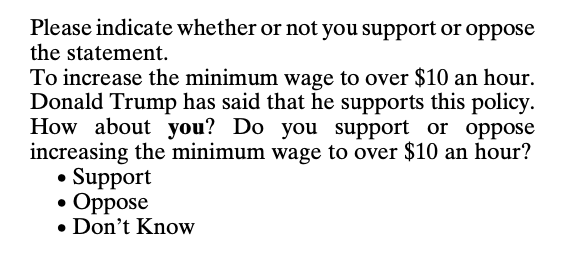 Please indicate whether or not you support or oppose
the statement.
To increase the minimum wage to over $10 an hour.
Donald Trump has said that he supports this policy.
How about you? Do you support or oppose
increasing the minimum wage to over $10 an hour?
• Support
• Oppose
• Don’t Know